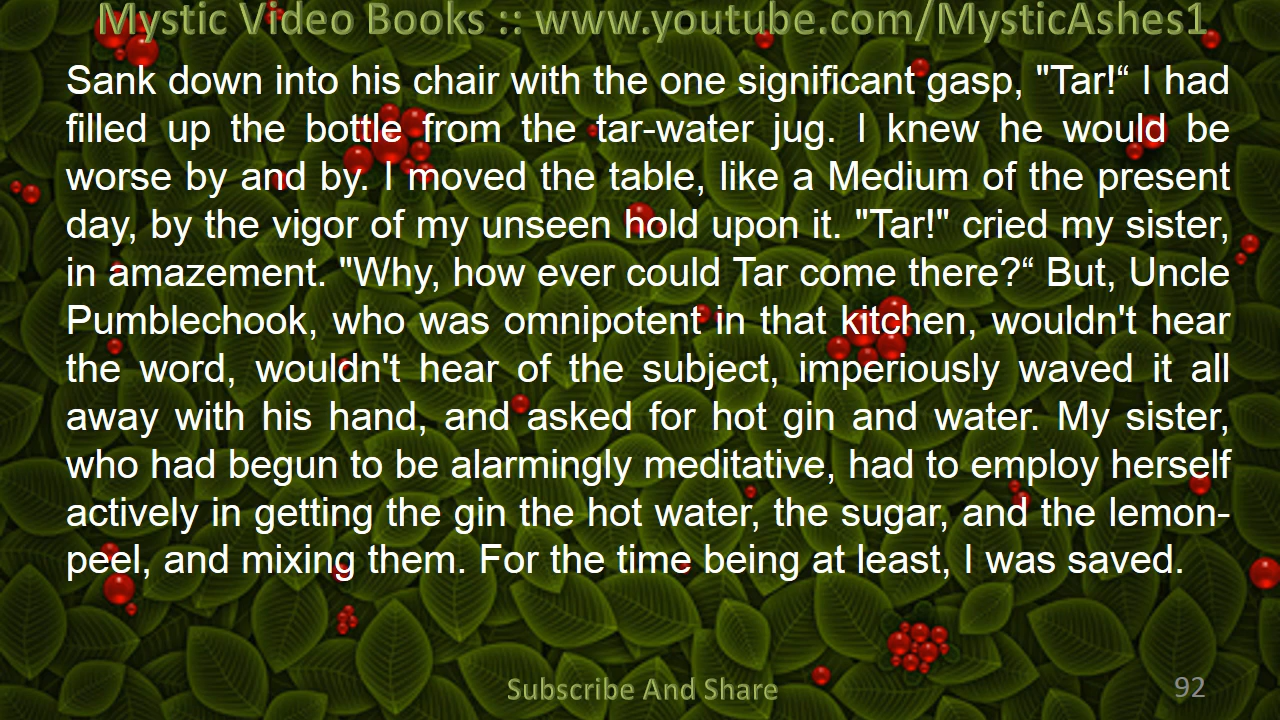 Mystic Video Books :: www.youtube.com/MysticAshes1
Sank down into his chair with the one significant gasp, "Tar!“ I had
filled up the bottle from the tar-water jug. I knew he would be
worse by and by. I moved the table, like a Medium of the present
day, by the vigor of my unseen hold upon it. "Tar!" cried my sister,
in amazement. "Why, how ever could Tar come there?“ But, Uncle
Pumblechook, who was omnipotent in that kitchen, wouldn't hear
the word, wouldn't hear of the subject, imperiously waved it all
away with his hand, and asked for hot gin and water. My sister,
who had begun to be alarmingly meditative, had to employ herself
actively in getting the gin the hot water, the sugar, and the lemon-
peel, and mixing them. For the time being at least, I was saved.
Subscribe And Share
92